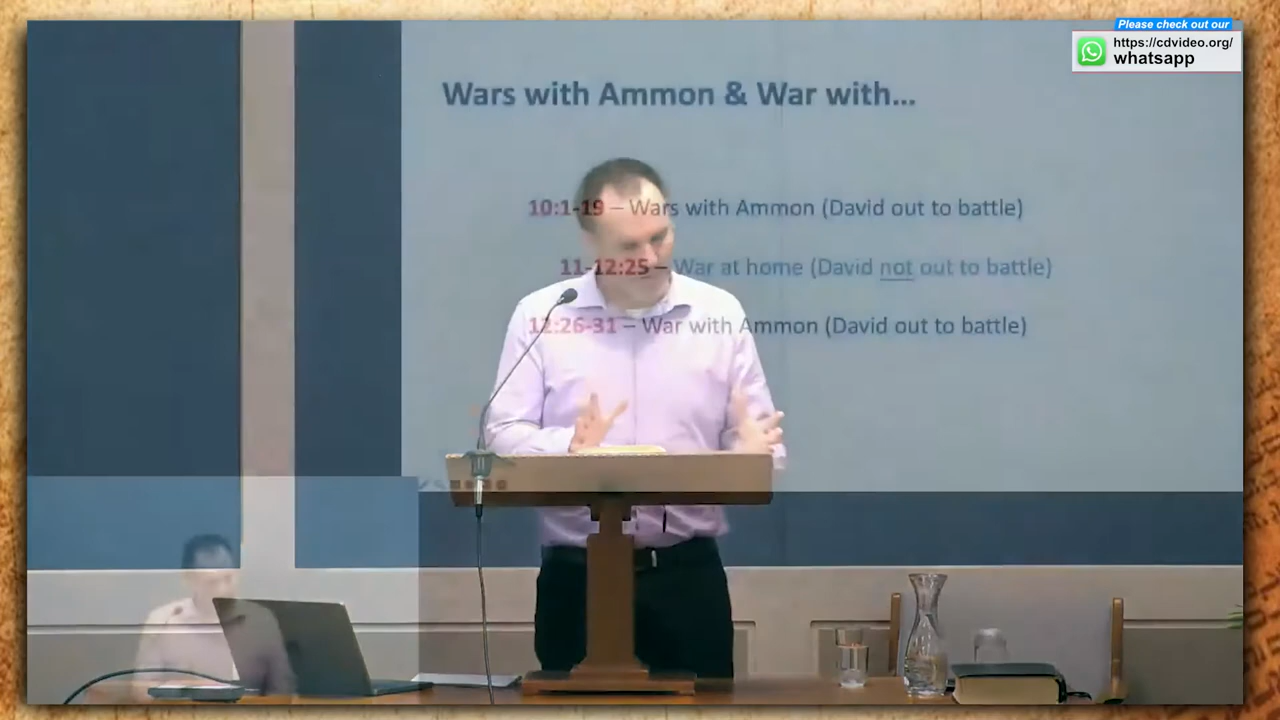 Please check out our
https://cdvideo.org/
whatsapp
Wars with Ammon & War with...
10:1-19 – Wars with Ammon (David out to battle)
11-12:25 – War at home (David not out to battle)
12:26-31 – War with Ammon (David out to battle)